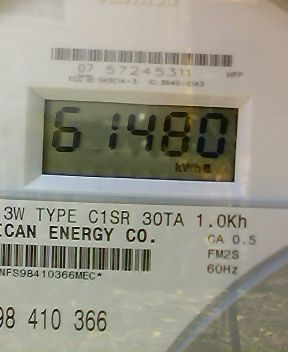 07 57245311 HPP
61480
kWh
3W TYPE C1SR 30TA 1.0Kh
ICAN ENERGY CO. CA 0.5
FM2S
NFS98410366MEC* 60Hz
98 410 366